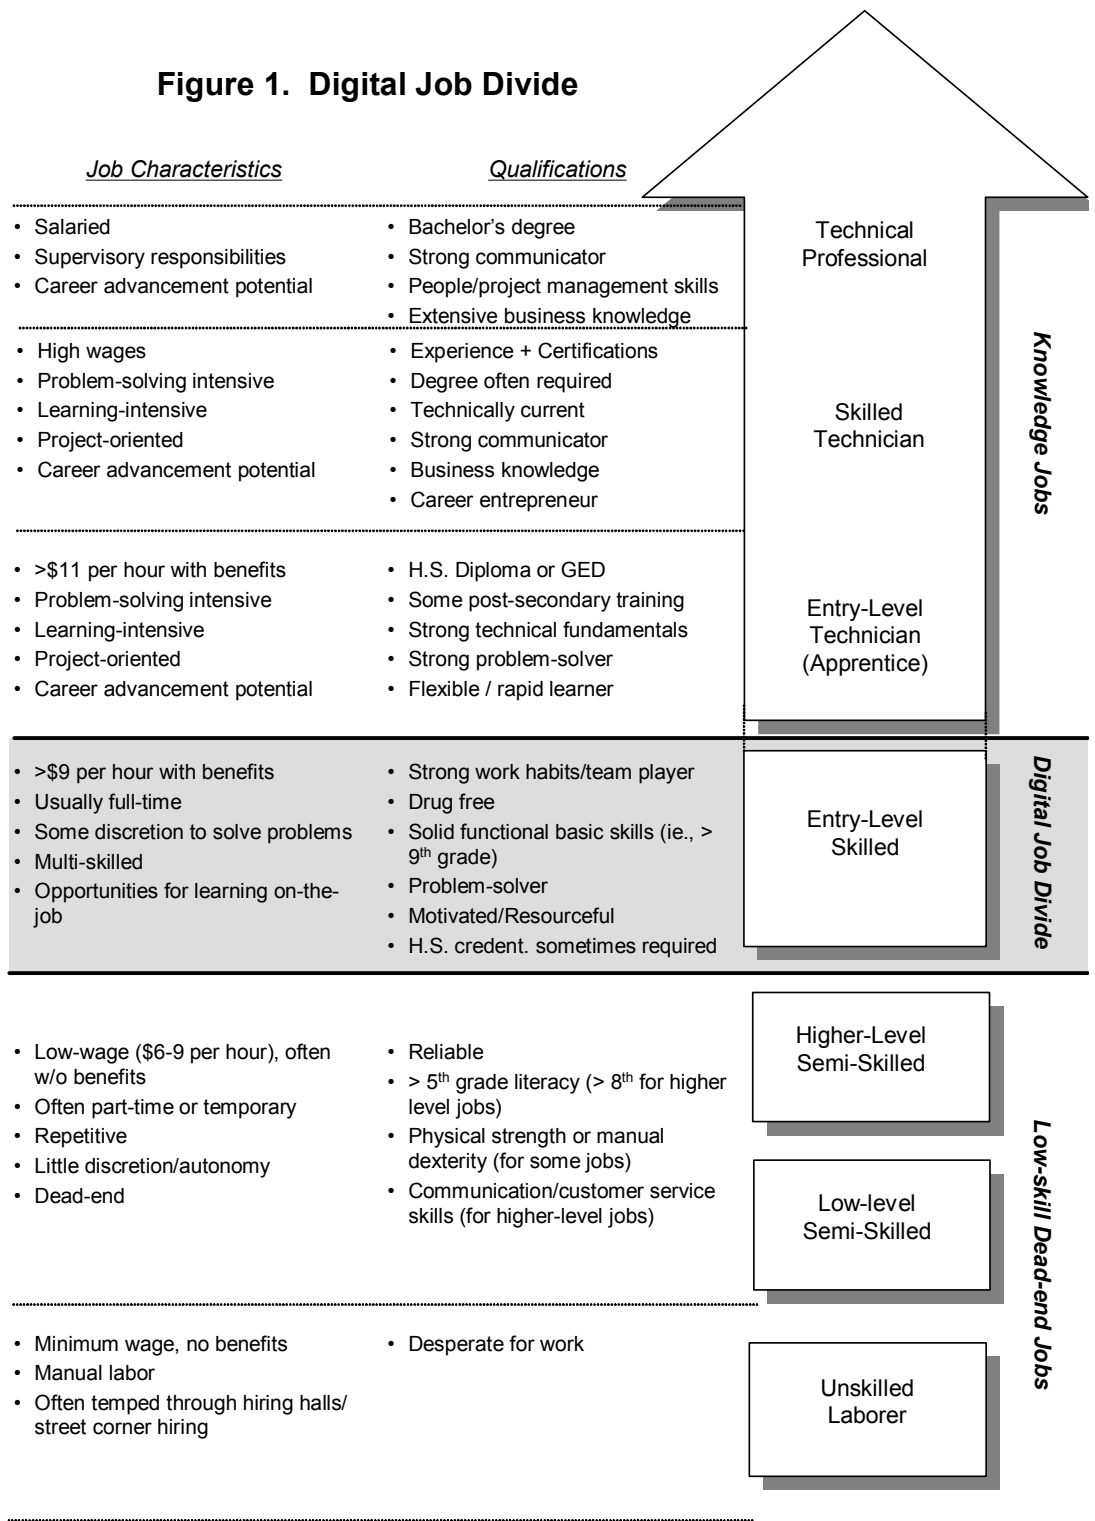 Figure 1. Digital Job Divide
Job Characteristics
Qualifications
• Salaried
• Supervisory responsibilities
• Career advancement potential
• Bachelor's degree
• Strong communicator
• People/project management skills
• Extensive business knowledge
Technical
Professional
• High wages
• Problem-solving intensive
• Learning-intensive
• Project-oriented
• Career advancement potential
• Experience + Certifications
• Degree often required
• Technically current
• Strong communicator
• Business knowledge
• Career entrepreneur
Skilled
Technician
• >$11 per hour with benefits
• Problem-solving intensive
• Learning-intensive
• Project-oriented
• Career advancement potential
• H.S. Diploma or GED
• Some post-secondary training
• Strong technical fundamentals
• Strong problem-solver
• Flexible / rapid learner
Entry-Level
Technician
(Apprentice)
Knowledge Jobs
• >$9 per hour with benefits
• Usually full-time
• Some discretion to solve problems
• Multi-skilled
• Opportunities for learning on-the-
job
• Strong work habits/team player
• Drug free
• Solid functional basic skills (ie., >
9th grade)
• Problem-solver
• Motivated/Resourceful
• H.S. credent. sometimes required
Entry-Level
Skilled
Digital Job Divide
• Low-wage ($6-9 per hour), often
w/o benefits
• Often part-time or temporary
• Repetitive
• Little discretion/autonomy
• Dead-end
• Reliable
• > 5th grade literacy (> 8th for higher
level jobs)
• Physical strength or manual
dexterity (for some jobs)
• Communication/customer service
skills (for higher-level jobs)
Higher-Level
Semi-Skilled
Low-level
Semi-Skilled
• Minimum wage, no benefits
• Manual labor
• Often temped through hiring halls/
street corner hiring
• Desperate for work
Unskilled
Laborer
Low-skill Dead-end Jobs